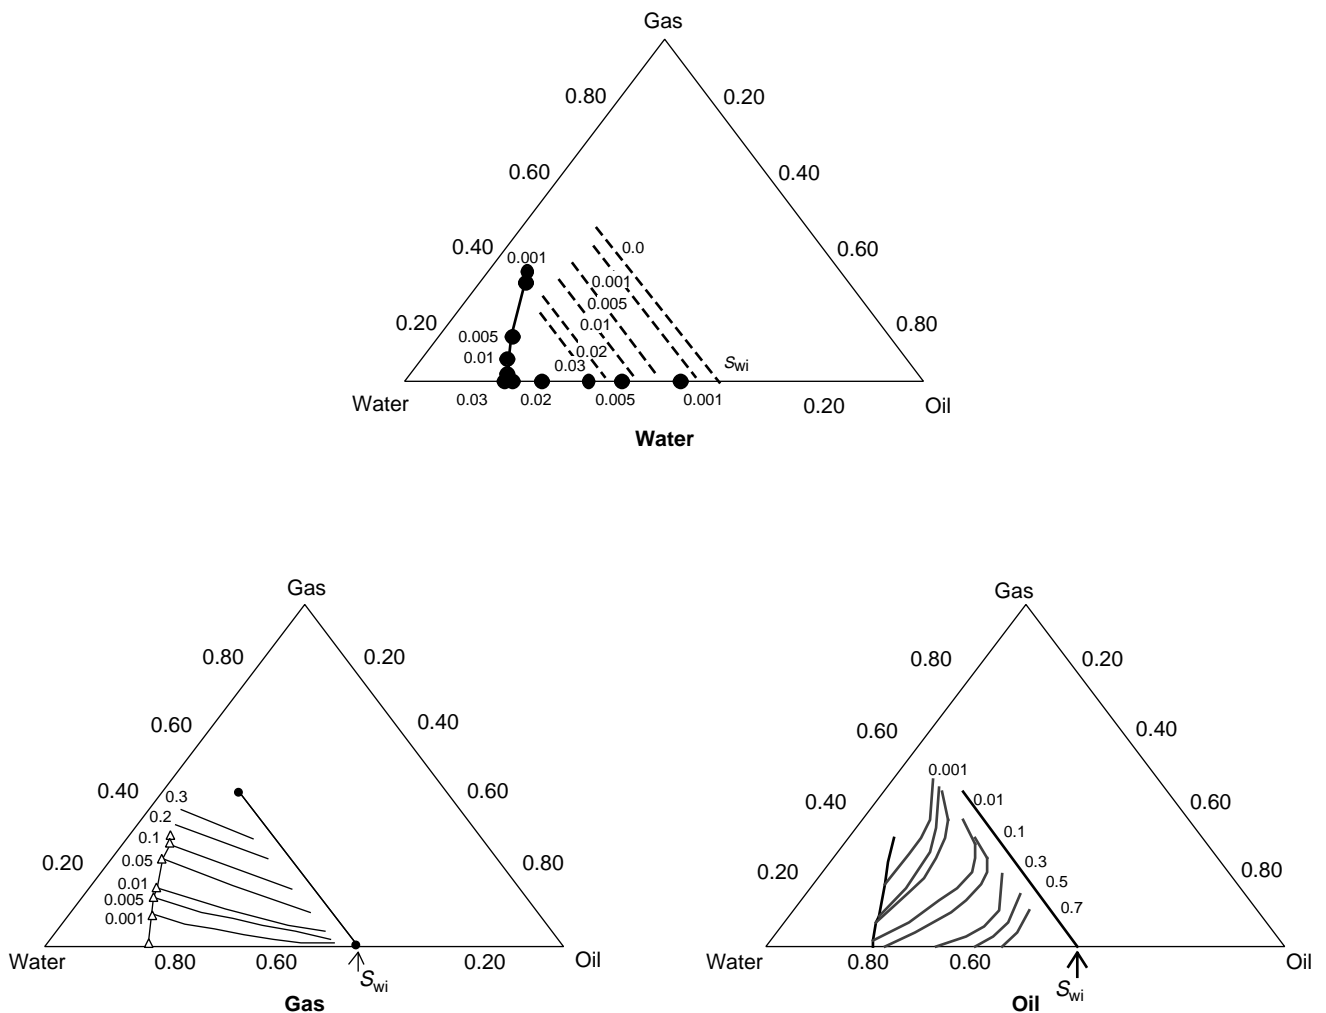 Gas
0.80 0.20
0.60 0.40
0.40 0.0 0.60
0.001
0.001
0.005
0.20 0.01 0.80
0.005
0.02
0.01
0.03 Swi
Water 0.03 0.02 0.005 0.001 0.20 Oil
Water
Gas
0.80 0.20
0.60 0.40
0.40 0.3 0.60
0.2
0.1
0.20 0.05 0.80
0.01
0.005
0.001
Water 0.80 0.60 0.20 Oil
Swi
Gas
Gas
0.80 0.20
0.60 0.40
0.001
0.40 0.01 0.60
0.1
0.20 0.3 0.80
0.5
0.7
Water 0.80 0.60 Oil
Swi
Oil